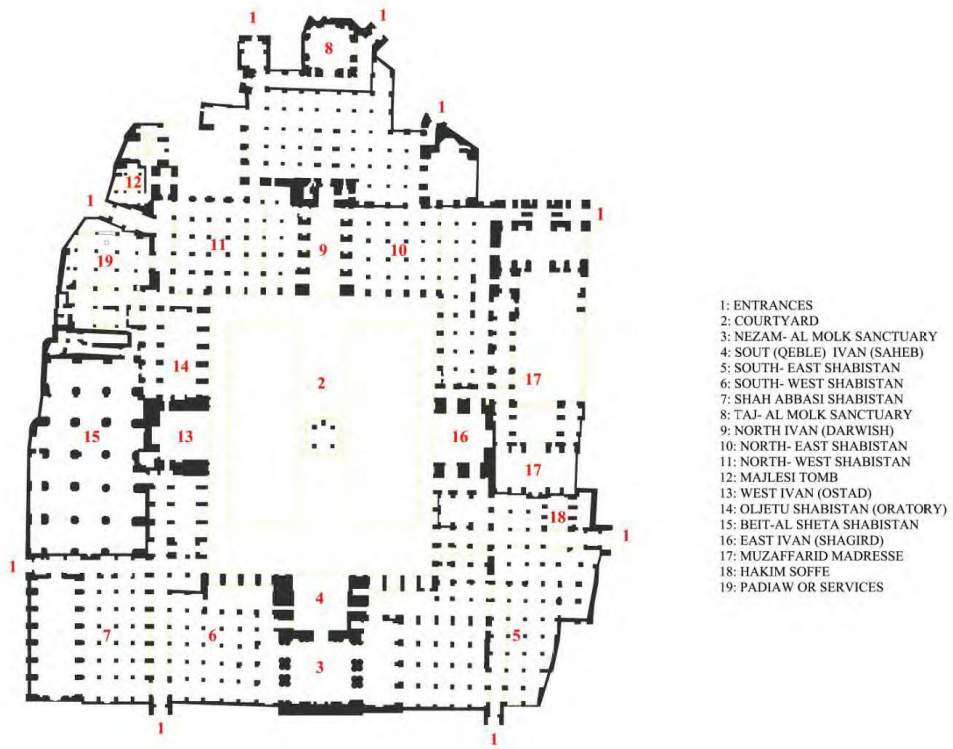 1
1
8
1
12
1
1
11
9
10
19
14
2
17
15
13
16
17
18
1
1
4
7
6
5
3
1
1
1: ENTRANCES
2: COURTYARD
3: NEZAM- AL MOLK SANCTUARY
4: SOUT (QEBLE) IVAN (SAHEB)
5: SOUTH- EAST SHABISTAN
6: SOUTH- WEST SHABISTAN
7: SHAH ABBASI SHABISTAN
8: TAJ- AL MOLK SANCTUARY
9: NORTH IVAN (DARWISH)
10: NORTH- EAST SHABISTAN
11: NORTH- WEST SHABISTAN
12: MAJLESI TOMB
13: WEST IVAN (OSTAD)
14: OLJETU SHABISTAN (ORATORY)
15: BEIT-AL SHETA SHABISTAN
16: EAST IVAN (SHAGIRD)
17: MUZAFFARID MADRESSE
18: HAKIM SOFFE
19: PADIAW OR SERVICES